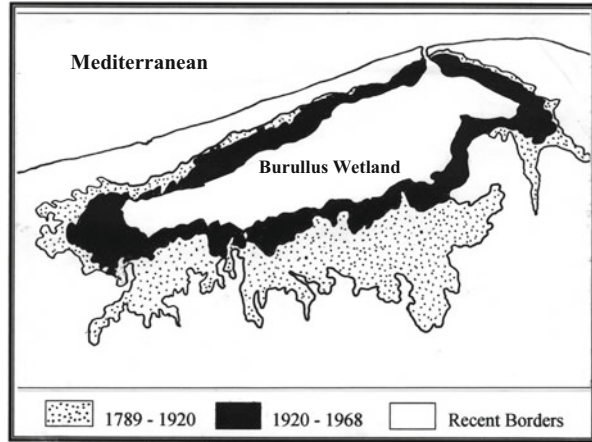 Mediterranean
Burullus Wetland
1789 - 1920
1920 - 1968
Recent Borders